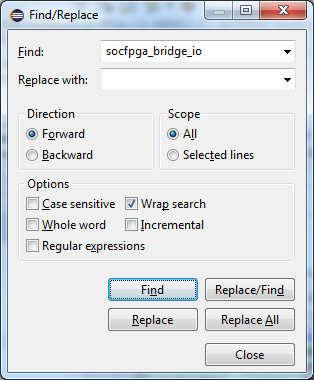 Find/Replace
Find: socfpga_bridge_io
Replace with:
Direction Scope
Forward All
Backward Selected lines
Options
Case sensitive Wrap search
Whole word Incremental
Regular expressions
Find Replace/Find
Replace Replace All
Close